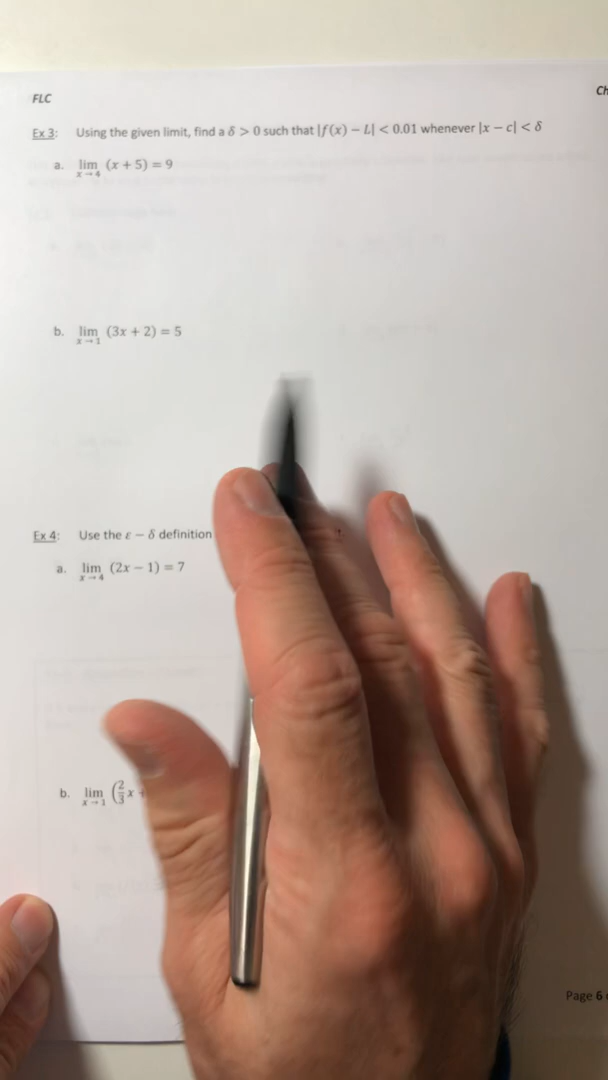 FLC
Ch
Ex 3: Using the given limit, find a δ > 0 such that |f(x) − L| < 0.01 whenever |x − c| < δ
a. lim x→4 (x + 5) = 9
b. lim x→1 (3x + 2) = 5
Ex 4: Use the ε − δ definition
a. lim x→4 (2x − 1) = 7
b. lim x→1 (2/3 x +
Page 6